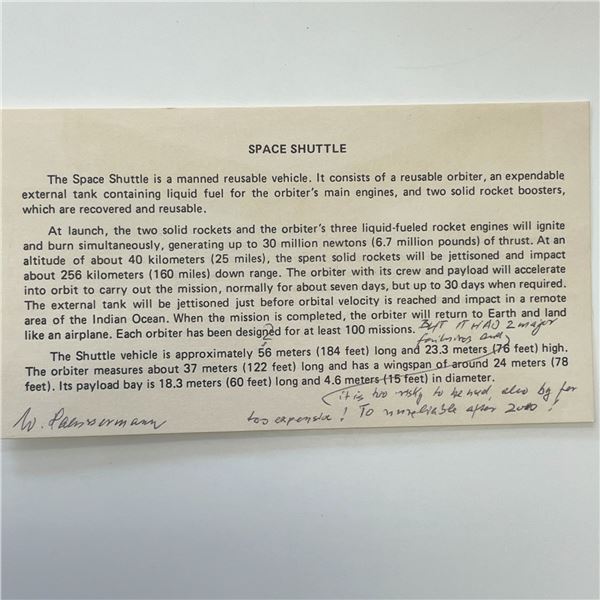 SPACE SHUTTLE
The Space Shuttle is a manned reusable vehicle. It consists of a reusable orbiter, an expendable
external tank containing liquid fuel for the orbiter's main engines, and two solid rocket boosters,
which are recovered and reusable.
At launch, the two solid rockets and the orbiter's three liquid-fueled rocket engines will ignite
and burn simultaneously, generating up to 30 million newtons (6.7 million pounds) of thrust. At an
altitude of about 40 kilometers (25 miles), the spent solid rockets will be jettisoned and impact
about 256 kilometers (160 miles) down range. The orbiter with its crew and payload will accelerate
into orbit to carry out the mission, normally for about seven days, but up to 30 days when required.
The external tank will be jettisoned just before orbital velocity is reached and impact in a remote
area of the Indian Ocean. When the mission is completed, the orbiter will return to Earth and land
like an airplane. Each orbiter has been designed for at least 100 missions. BUT IT HAD 2 major
failures and
The Shuttle vehicle is approximately 56 meters (184 feet) long and 23.3 meters (76 feet) high.
The orbiter measures about 37 meters (122 feet) long and has a wingspan of around 24 meters (78
feet). Its payload bay is 18.3 meters (60 feet) long and 4.6 meters (15 feet) in diameter.
it is too risky to be used, also by far
too expensive! To unreliable after 2000!
W.